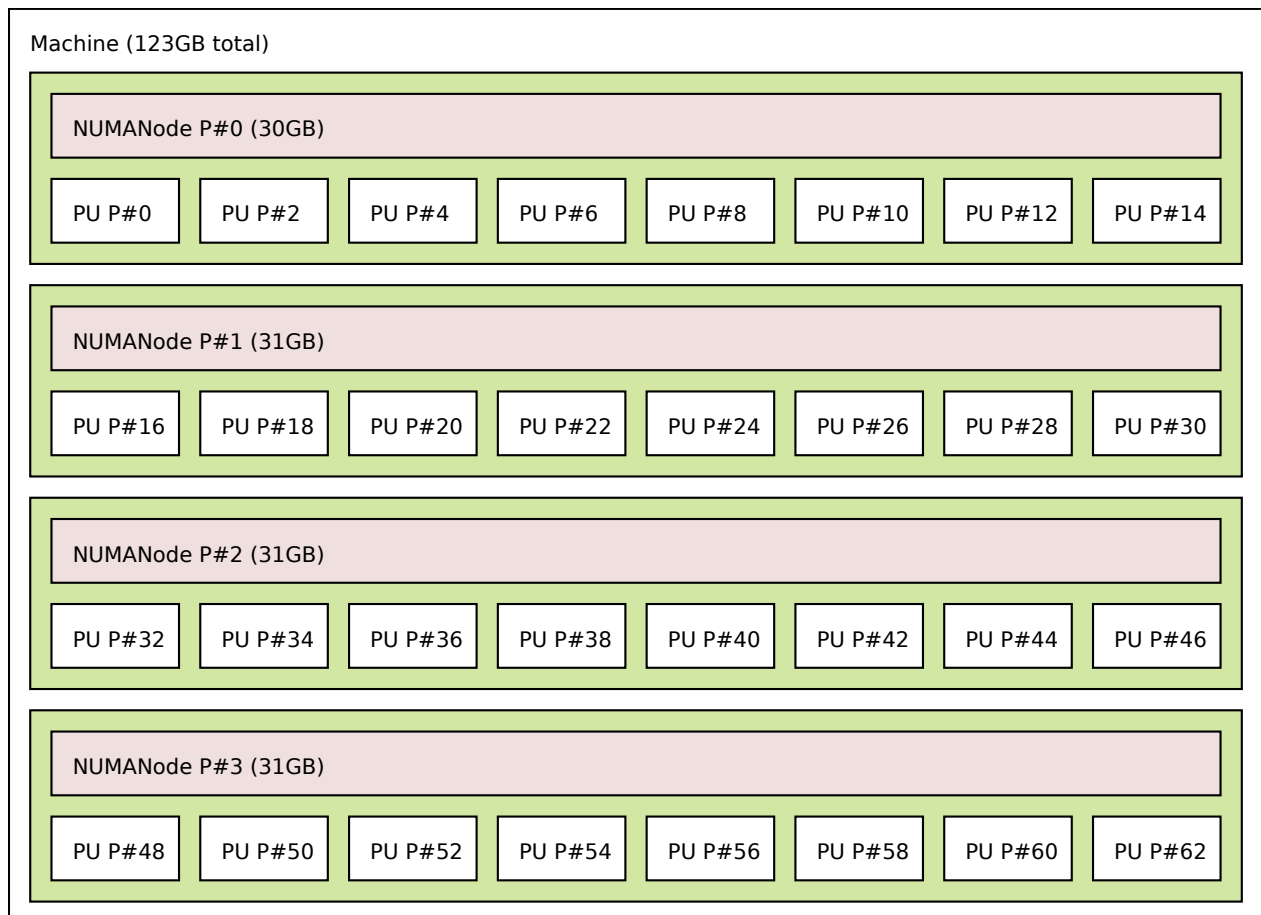 Machine (123GB total)
NUMANode P#0 (30GB)
PU P#0 PU P#2 PU P#4 PU P#6 PU P#8 PU P#10 PU P#12 PU P#14
NUMANode P#1 (31GB)
PU P#16 PU P#18 PU P#20 PU P#22 PU P#24 PU P#26 PU P#28 PU P#30
NUMANode P#2 (31GB)
PU P#32 PU P#34 PU P#36 PU P#38 PU P#40 PU P#42 PU P#44 PU P#46
NUMANode P#3 (31GB)
PU P#48 PU P#50 PU P#52 PU P#54 PU P#56 PU P#58 PU P#60 PU P#62